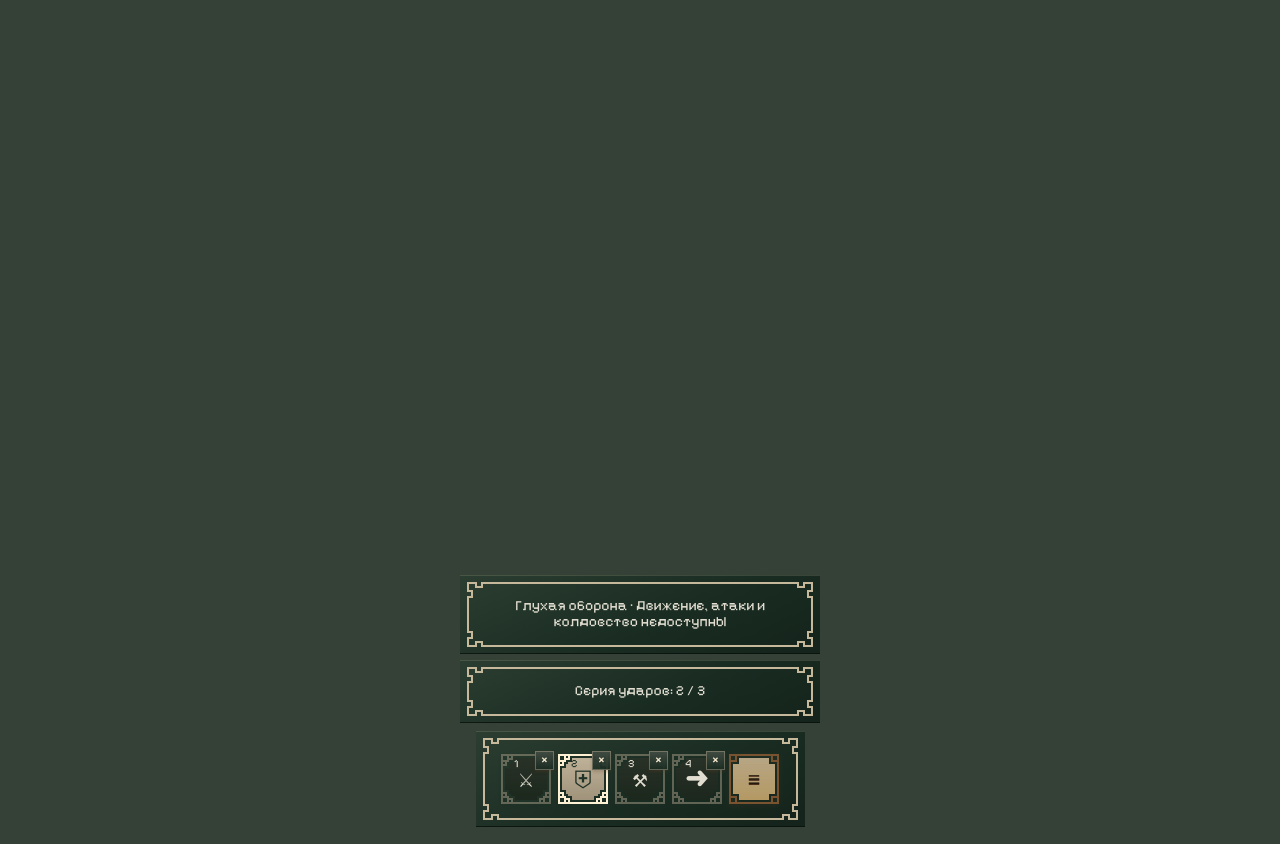 Глухая оборона · Движение, атаки и
колдовство недоступны
Серия ударов: 2 / 3
1 × 2 × 3 × 4 ×